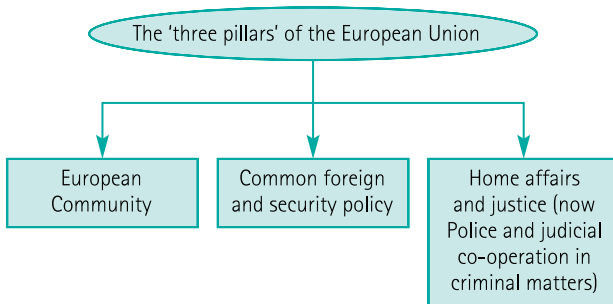 The ‘three pillars’ of the European Union
European
Community
Common foreign
and security policy
Home affairs
and justice (now
Police and judicial
co-operation in
criminal matters)